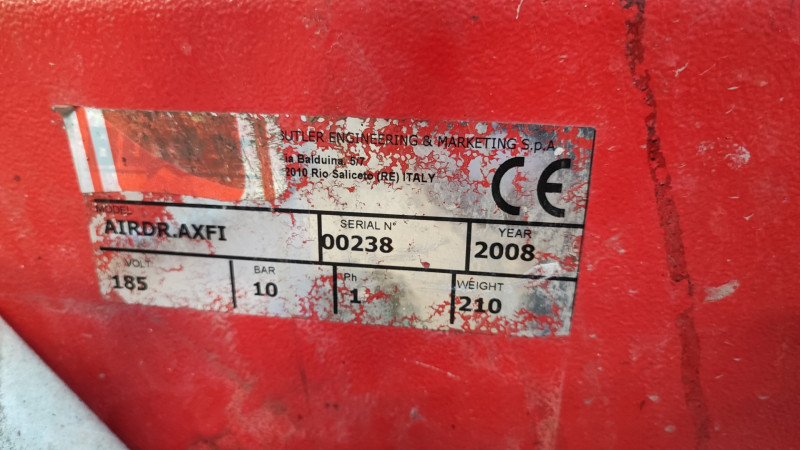 BUTLER ENGINEERING & MARKETING S.p.A
ia Balduina, 5/7
2010 Rio Saliceto (RE) ITALY
CE
MODEL
AIRDR.AXFI
SERIAL N°
00238
YEAR
2008
VOLT
185
BAR
10
Ph
1
WEIGHT
210